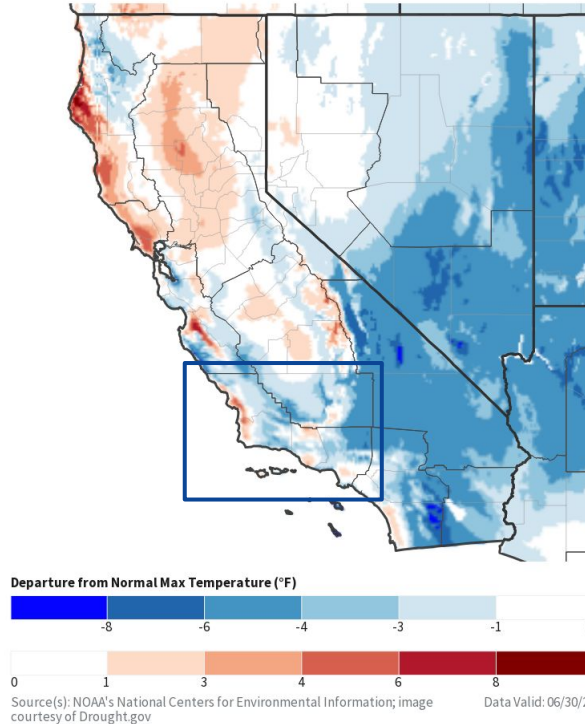 Departure from Normal Max Temperature (°F)
-8 -6 -4 -3 -1
0 1 3 4 6 8
Source(s): NOAA's National Centers for Environmental Information; image Data Valid: 06/30/
courtesy of Drought.gov